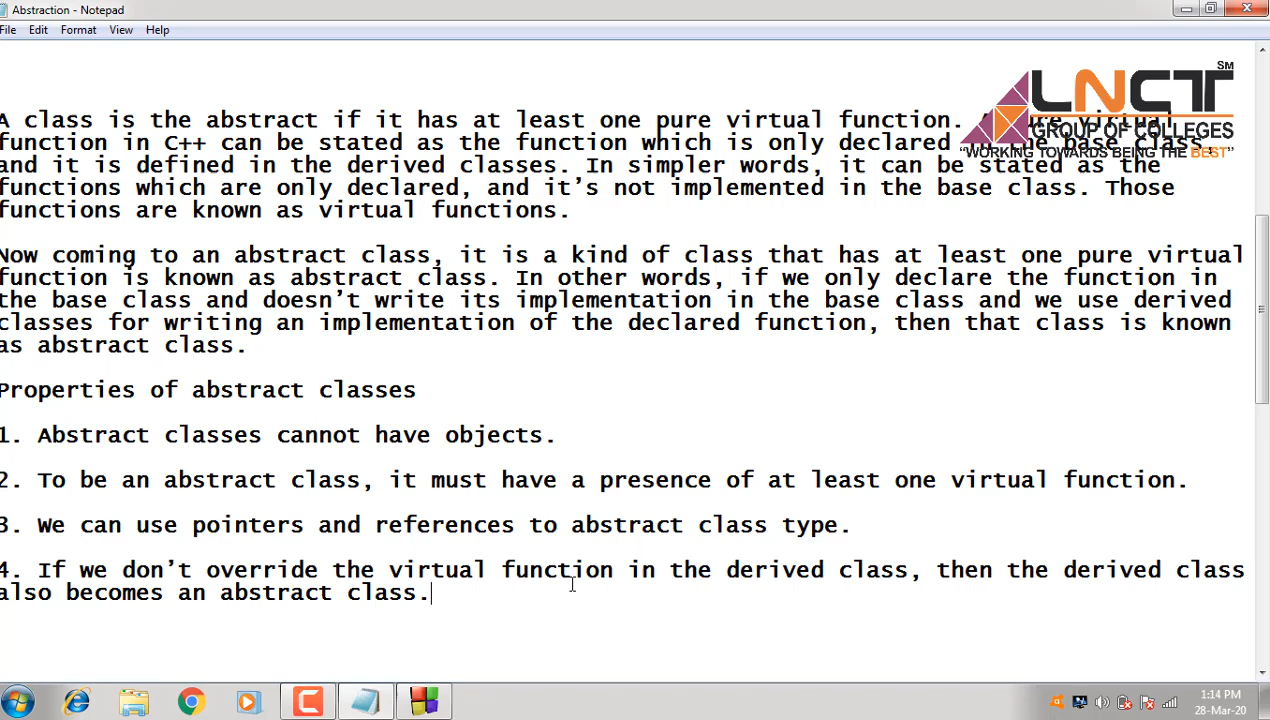 Abstraction - Notepad
File Edit Format View Help
SM
LNCT
GROUP OF COLLEGES
"WORKING TOWARDS BEING THE BEST"
A class is the abstract if it has at least one pure virtual function. A pure virtual
function in C++ can be stated as the function which is only declared in the base class,
and it is defined in the derived classes. In simpler words, it can be stated as the
functions which are only declared, and it's not implemented in the base class. Those
functions are known as virtual functions.
Now coming to an abstract class, it is a kind of class that has at least one pure virtual
function is known as abstract class. In other words, if we only declare the function in
the base class and doesn't write its implementation in the base class and we use derived
classes for writing an implementation of the declared function, then that class is known
as abstract class.
Properties of abstract classes
1. Abstract classes cannot have objects.
2. To be an abstract class, it must have a presence of at least one virtual function.
3. We can use pointers and references to abstract class type.
4. If we don't override the virtual function in the derived class, then the derived class
also becomes an abstract class.
1:14 PM
28-Mar-20